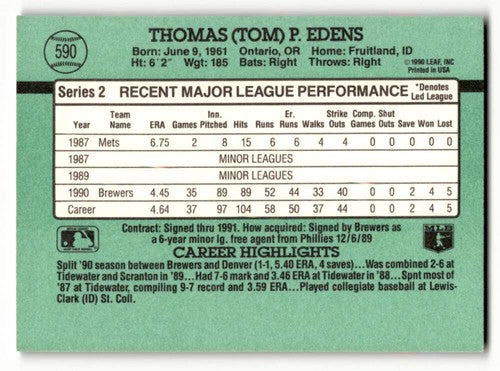 590
THOMAS (TOM) P. EDENS
Born: June 9, 1961 Ontario, OR Home: Fruitland, ID
Ht: 6'2" Wgt: 185 Bats: Right Throws: Right
© 1990 LEAF, INC
Printed in USA
Series 2 RECENT MAJOR LEAGUE PERFORMANCE *Denotes Led League
Year Team Name ERA Games Inn. Pitched Hits Runs Er. Runs Walks Strike Outs Comp. Games Shut Outs Save Won Lost
1987 Mets 6.75 2 8 15 6 6 4 4 0 0 0 0 0
1987 MINOR LEAGUES
1989 MINOR LEAGUES
1990 Brewers 4.45 35 89 89 52 44 33 40 0 0 2 4 5
Career 4.64 37 97 104 58 50 37 44 0 0 2 4 5
Contract: Signed thru 1991. How acquired: Signed by Brewers as
a 6-year minor lg. free agent from Phillies 12/6/89
MLB
CAREER HIGHLIGHTS
Split '90 season between Brewers and Denver (1-1, 5.40 ERA, 4 saves)...Was combined 2-6 at
Tidewater and Scranton in '89...Had 7-6 mark and 3.46 ERA at Tidewater in '88... Spnt most
of '87 at Tidewater, compiling 9-7 record and 3.59 ERA...Played collegiate baseball at Lewis-
Clark (ID) St. Coll.